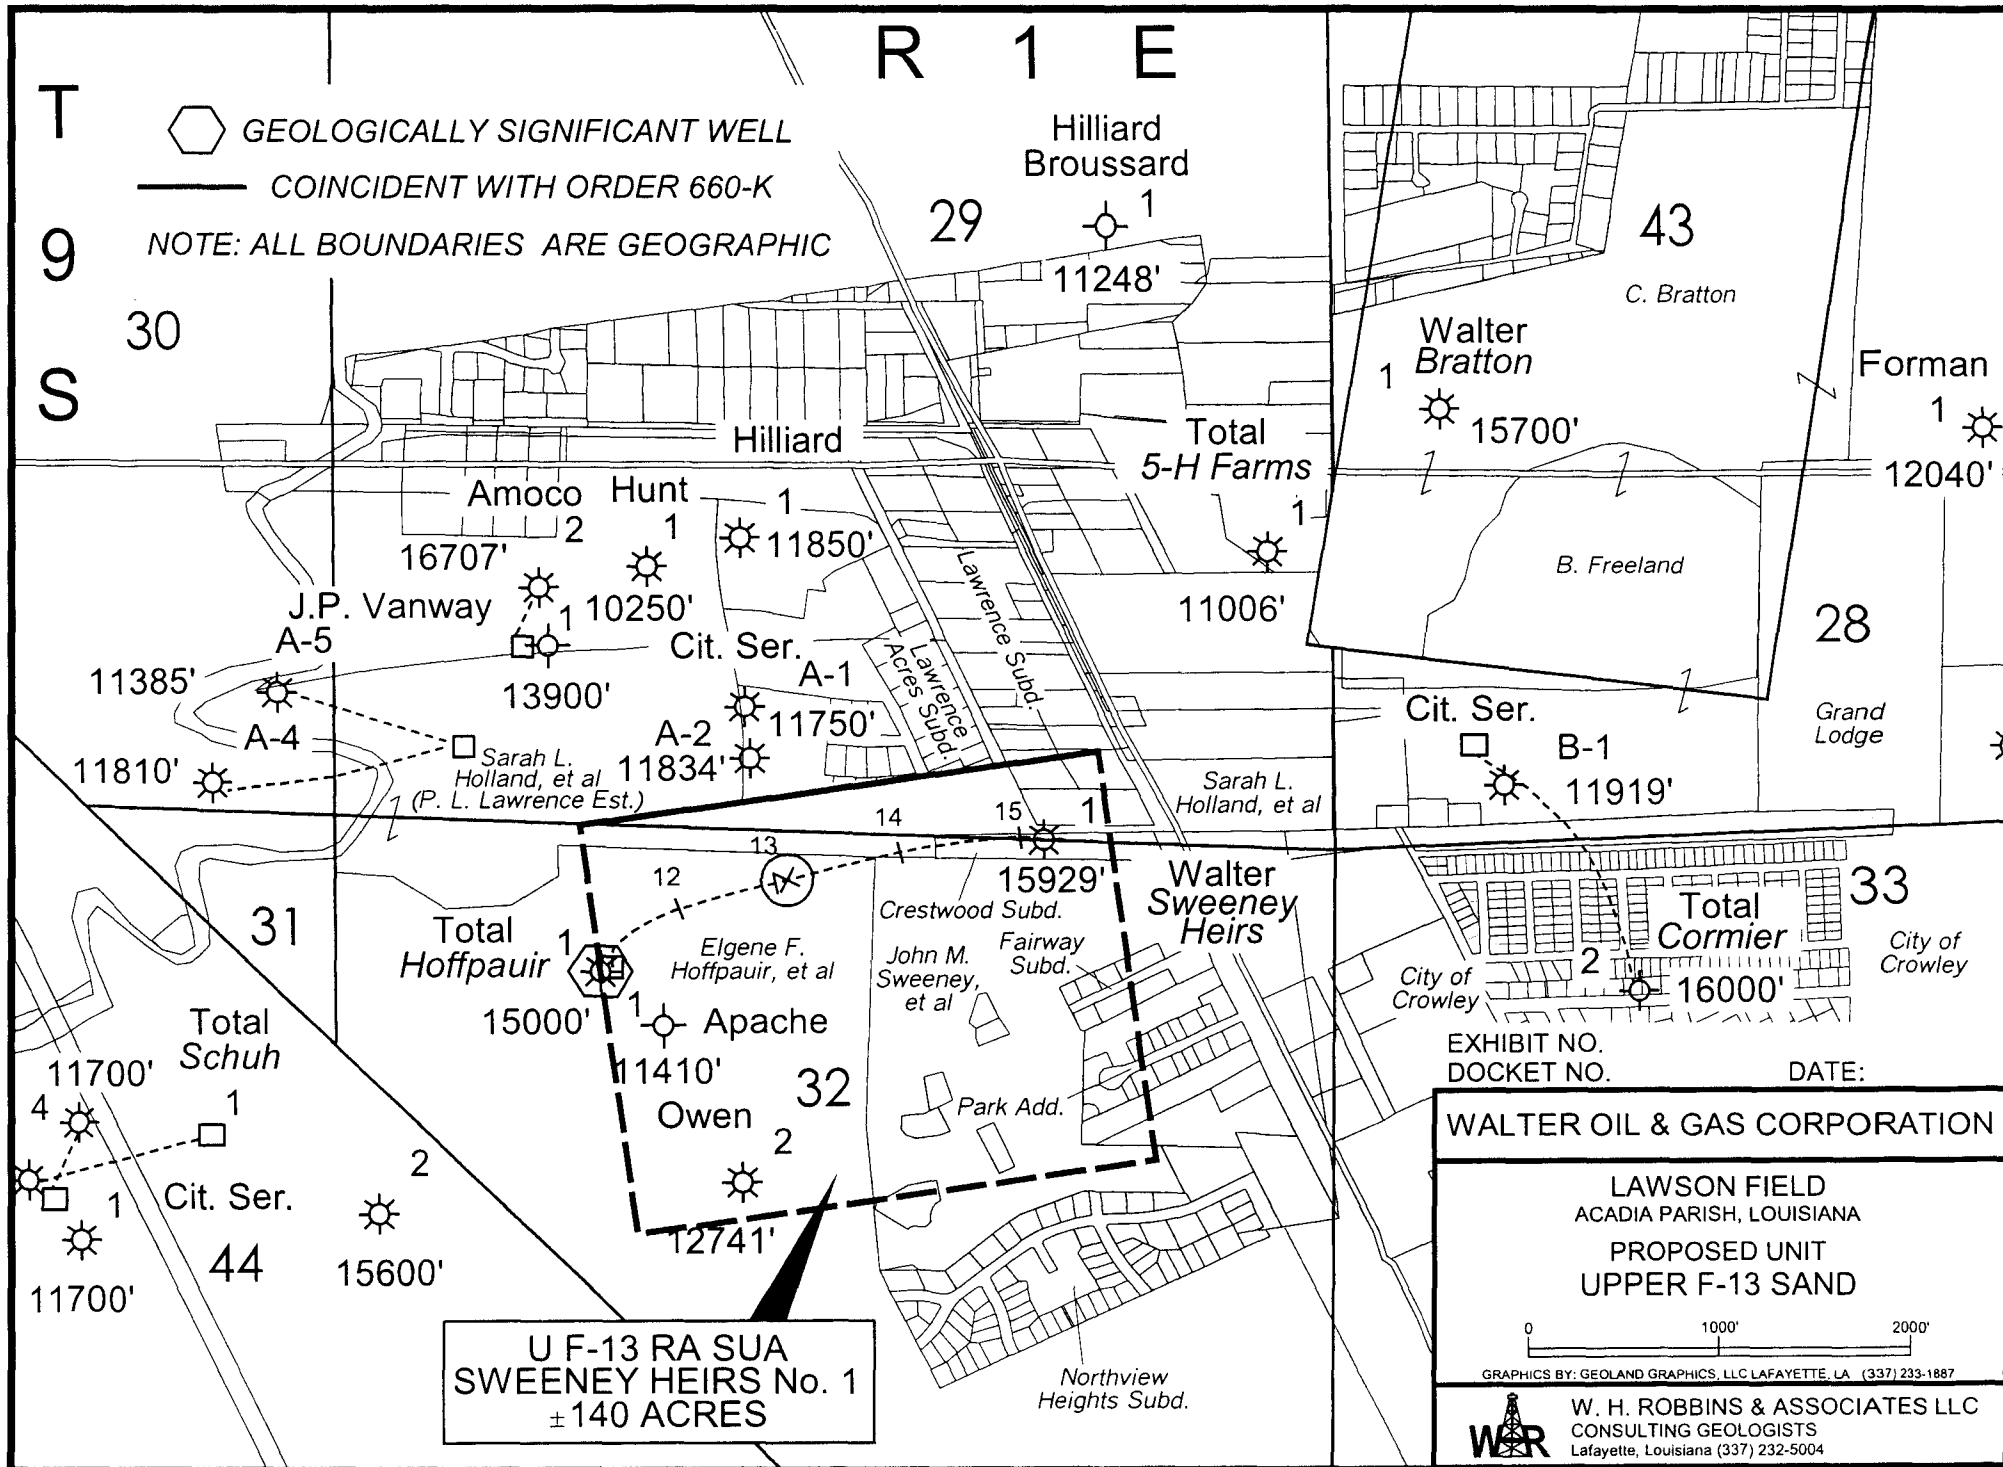 R 1 E
T
9
S
GEOLOGICALLY SIGNIFICANT WELL
COINCIDENT WITH ORDER 660-K
NOTE: ALL BOUNDARIES ARE GEOGRAPHIC
30
29
Hilliard
Broussard
1
11248'
43
C. Bratton
Walter
Bratton
1
15700'
Forman
1
12040'
Hilliard
1
11850'
Total
5-H Farms
1
11006'
Amoco
2
16707'
Hunt
1
10250'
B. Freeland
28
J.P. Vanway
1
13900'
A-5
11385'
A-4
11810'
Cit. Ser.
A-1
11750'
A-2
11834'
Lawrence Subd.
Lawrence
Acres Subd.
Sarah L.
Holland, et al
(P. L. Lawrence Est.)
Sarah L.
Holland, et al
Cit. Ser.
B-1
11919'
Grand
Lodge
12
13
14
15
1
15929'
Walter
Sweeney
Heirs
31
Total
Hoffpauir
1
15000'
Elgene F.
Hoffpauir, et al
Crestwood Subd.
John M.
Sweeney,
et al
Fairway
Subd.
33
Total
Cormier
2
16000'
City of
Crowley
City of
Crowley
1
Apache
11410'
32
Owen
2
12741'
Park Add.
Total
Schuh
1
11700'
4
Cit. Ser.
1
11700'
44
2
15600'
U F-13 RA SUA
SWEENEY HEIRS No. 1
±140 ACRES
Northview
Heights Subd.
EXHIBIT NO.
DOCKET NO. DATE:
WALTER OIL & GAS CORPORATION
LAWSON FIELD
ACADIA PARISH, LOUISIANA
PROPOSED UNIT
UPPER F-13 SAND
0 1000' 2000'
GRAPHICS BY: GEOLAND GRAPHICS, LLC LAFAYETTE, LA (337) 233-1887
WHR
W. H. ROBBINS & ASSOCIATES LLC
CONSULTING GEOLOGISTS
Lafayette, Louisiana (337) 232-5004